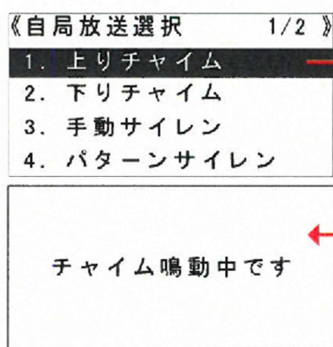 《自局放送選択 1/2 》
1. 上りチャイム
2. 下りチャイム
3. 手動サイレン
4. パターンサイレン
チャイム鳴動中です